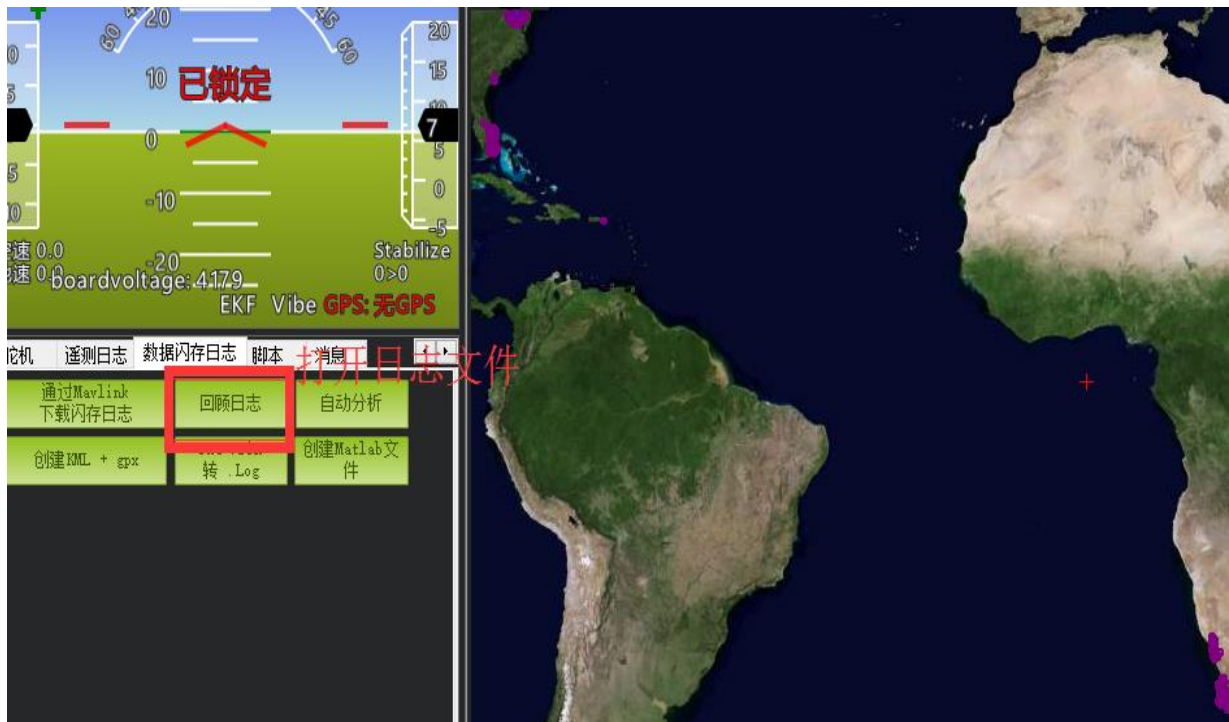 20
60
45
60
20
15
10
已锁定
10
7
0
5
5
0
-10
-5
速 0.0
Stabilize
-20
速 0.0
0>0
boardvoltage: 4179
EKF Vibe GPS: 无GPS
遥测日志 数据闪存日志 脚本 消息
打开日志文件
通过Mavlink
下载闪存日志
回顾日志
自动分析
创建KML + gpx
转 .Log
创建Matlab文
件